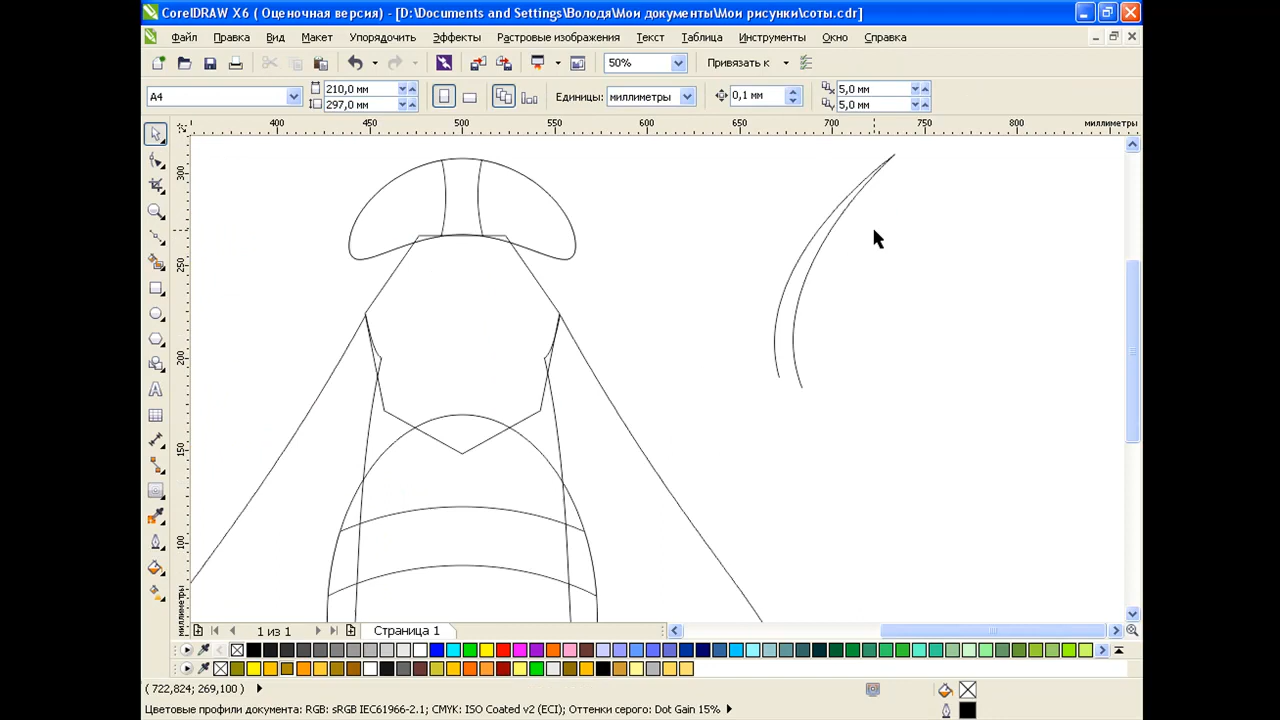 CorelDRAW X6 ( Оценочная версия) - [D:\Documents and Settings\Володя\Мои документы\Мои рисунки\соты.cdr]
Файл Правка Вид Макет Упорядочить Эффекты Растровые изображения Текст Таблица Инструменты Окно Справка
50% Привязать к
A4 210,0 мм 297,0 мм Единицы: миллиметры 0,1 мм 5,0 мм 5,0 мм
400 450 500 550 600 650 700 750 800 миллиметры
300
250
200
150
100
миллиметры
1 из 1 Страница 1
( 722,824; 269,100 )
Цветовые профили документа: RGB: sRGB IEC61966-2.1; CMYK: ISO Coated v2 (ECI); Оттенки серого: Dot Gain 15%